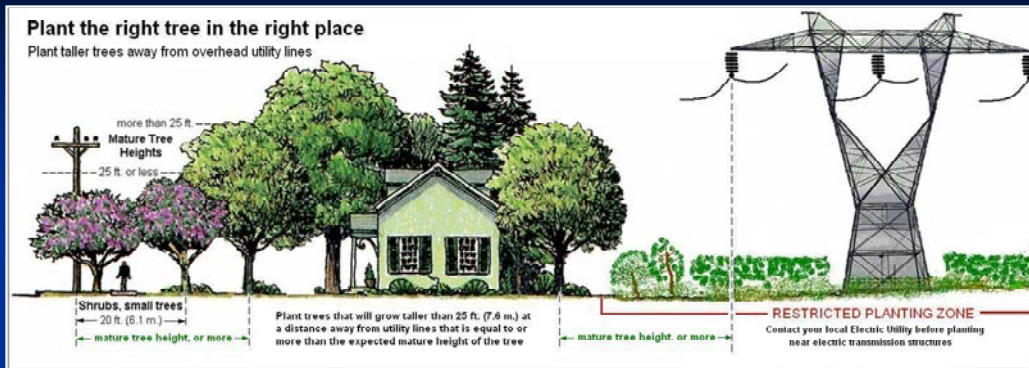 Plant the right tree in the right place
Plant taller trees away from overhead utility lines
more than 25 ft.
Mature Tree
Heights
25 ft. or less
Shrubs, small trees
20 ft. (6.1 m.)
mature tree height, or more
Plant trees that will grow taller than 25 ft. (7.6 m.) at
a distance away from utility lines that is equal to or
more than the expected mature height of the tree
mature tree height, or more
RESTRICTED PLANTING ZONE
Contact your local Electric Utility before planting
near electric transmission structures